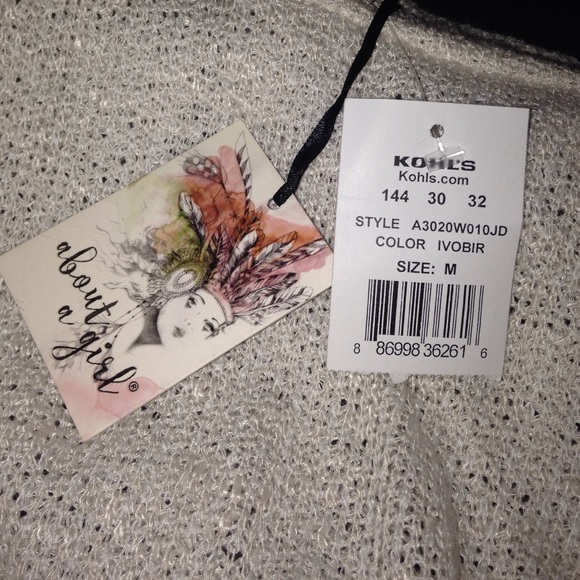 about
a girl®
KOHL'S
Kohls.com
144 30 32
STYLE A3020W010JD
COLOR IVOBIR
SIZE: M
8 86998 36261 6